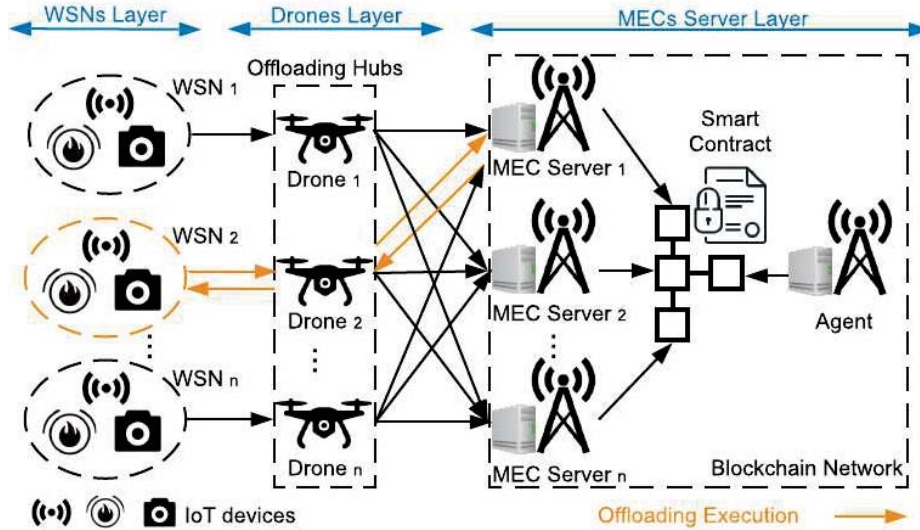 WSNs Layer
Drones Layer
MECs Server Layer
Offloading Hubs
WSN 1
Drone 1
MEC Server 1
Smart
Contract
WSN 2
Drone 2
MEC Server 2
Agent
WSN n
Drone n
MEC Server n
Blockchain Network
IoT devices
Offloading Execution